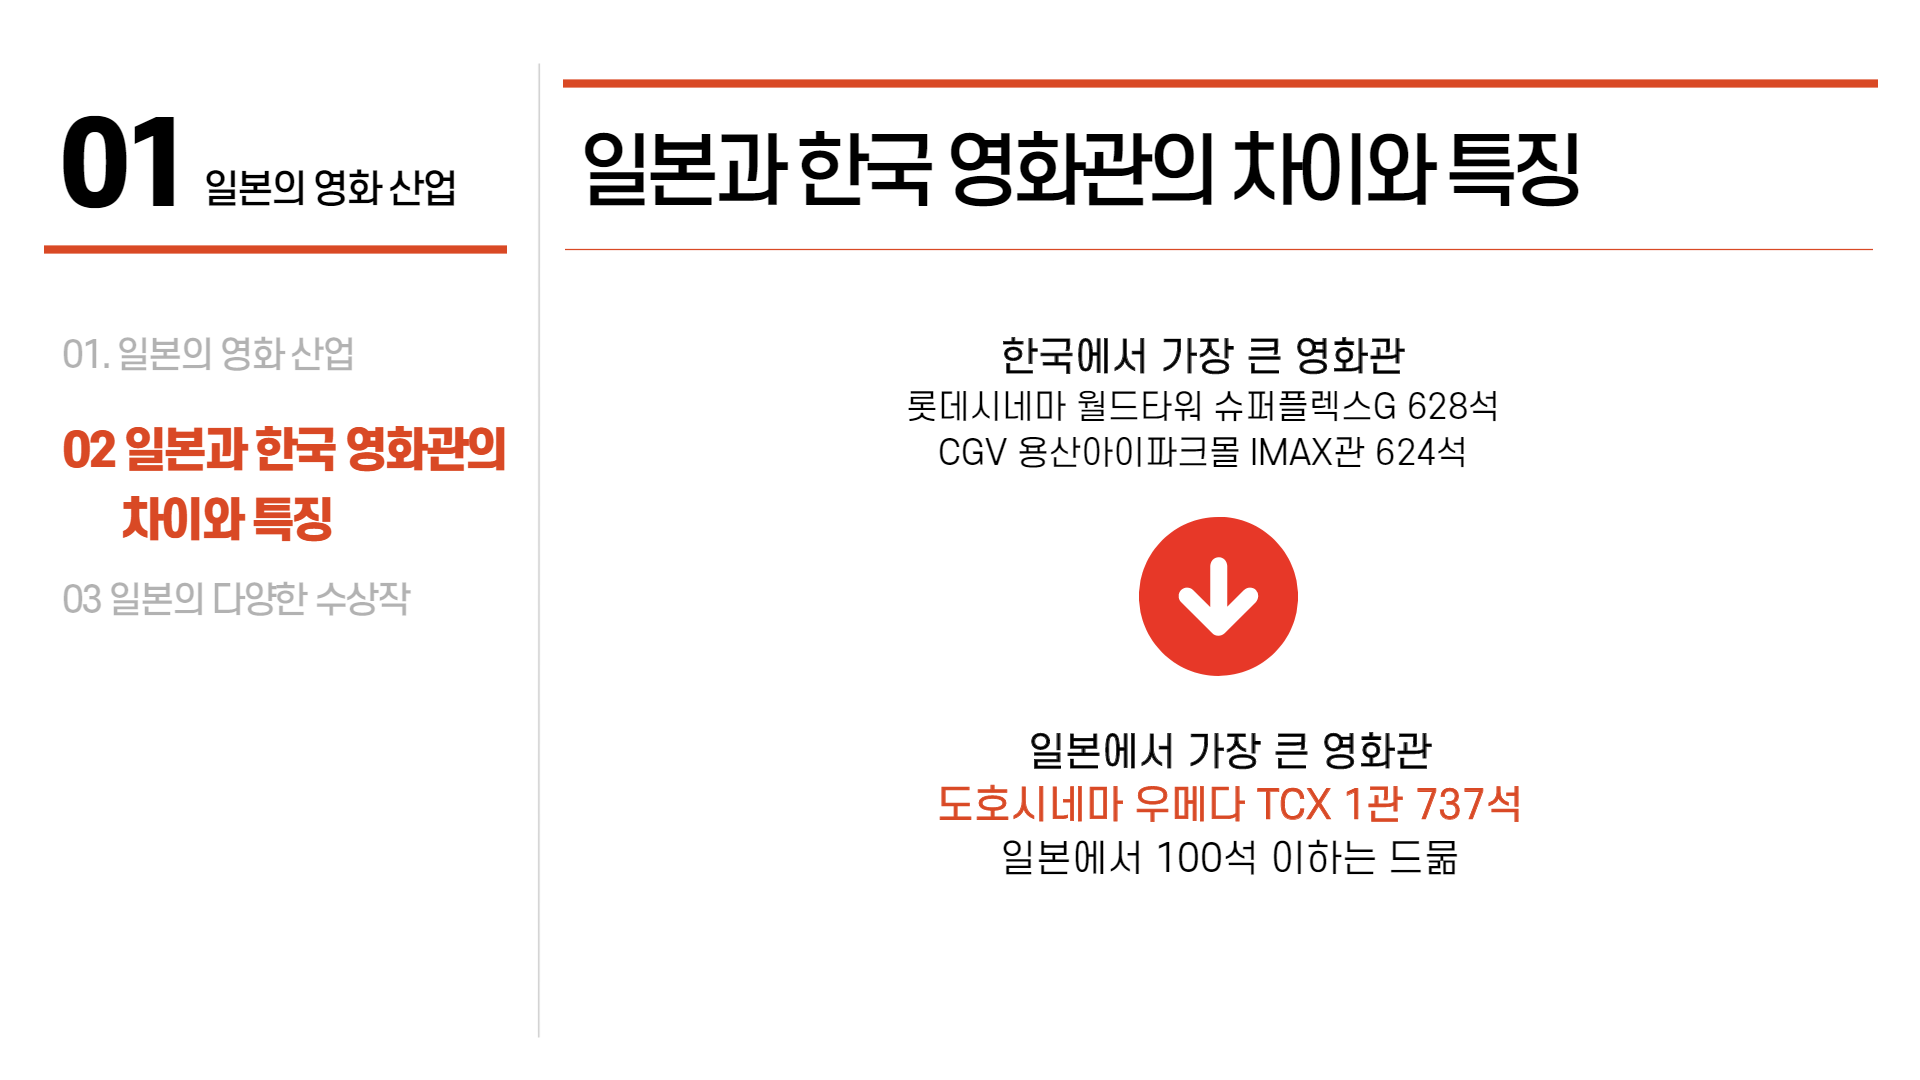 01 일본의 영화 산업
01. 일본의 영화 산업
02 일본과 한국 영화관의
차이와 특징
03 일본의 다양한 수상작
일본과 한국 영화관의 차이와 특징
한국에서 가장 큰 영화관
롯데시네마 월드타워 슈퍼플렉스G 628석
CGV 용산아이파크몰 IMAX관 624석
일본에서 가장 큰 영화관
도호시네마 우메다 TCX 1관 737석
일본에서 100석 이하는 드묾